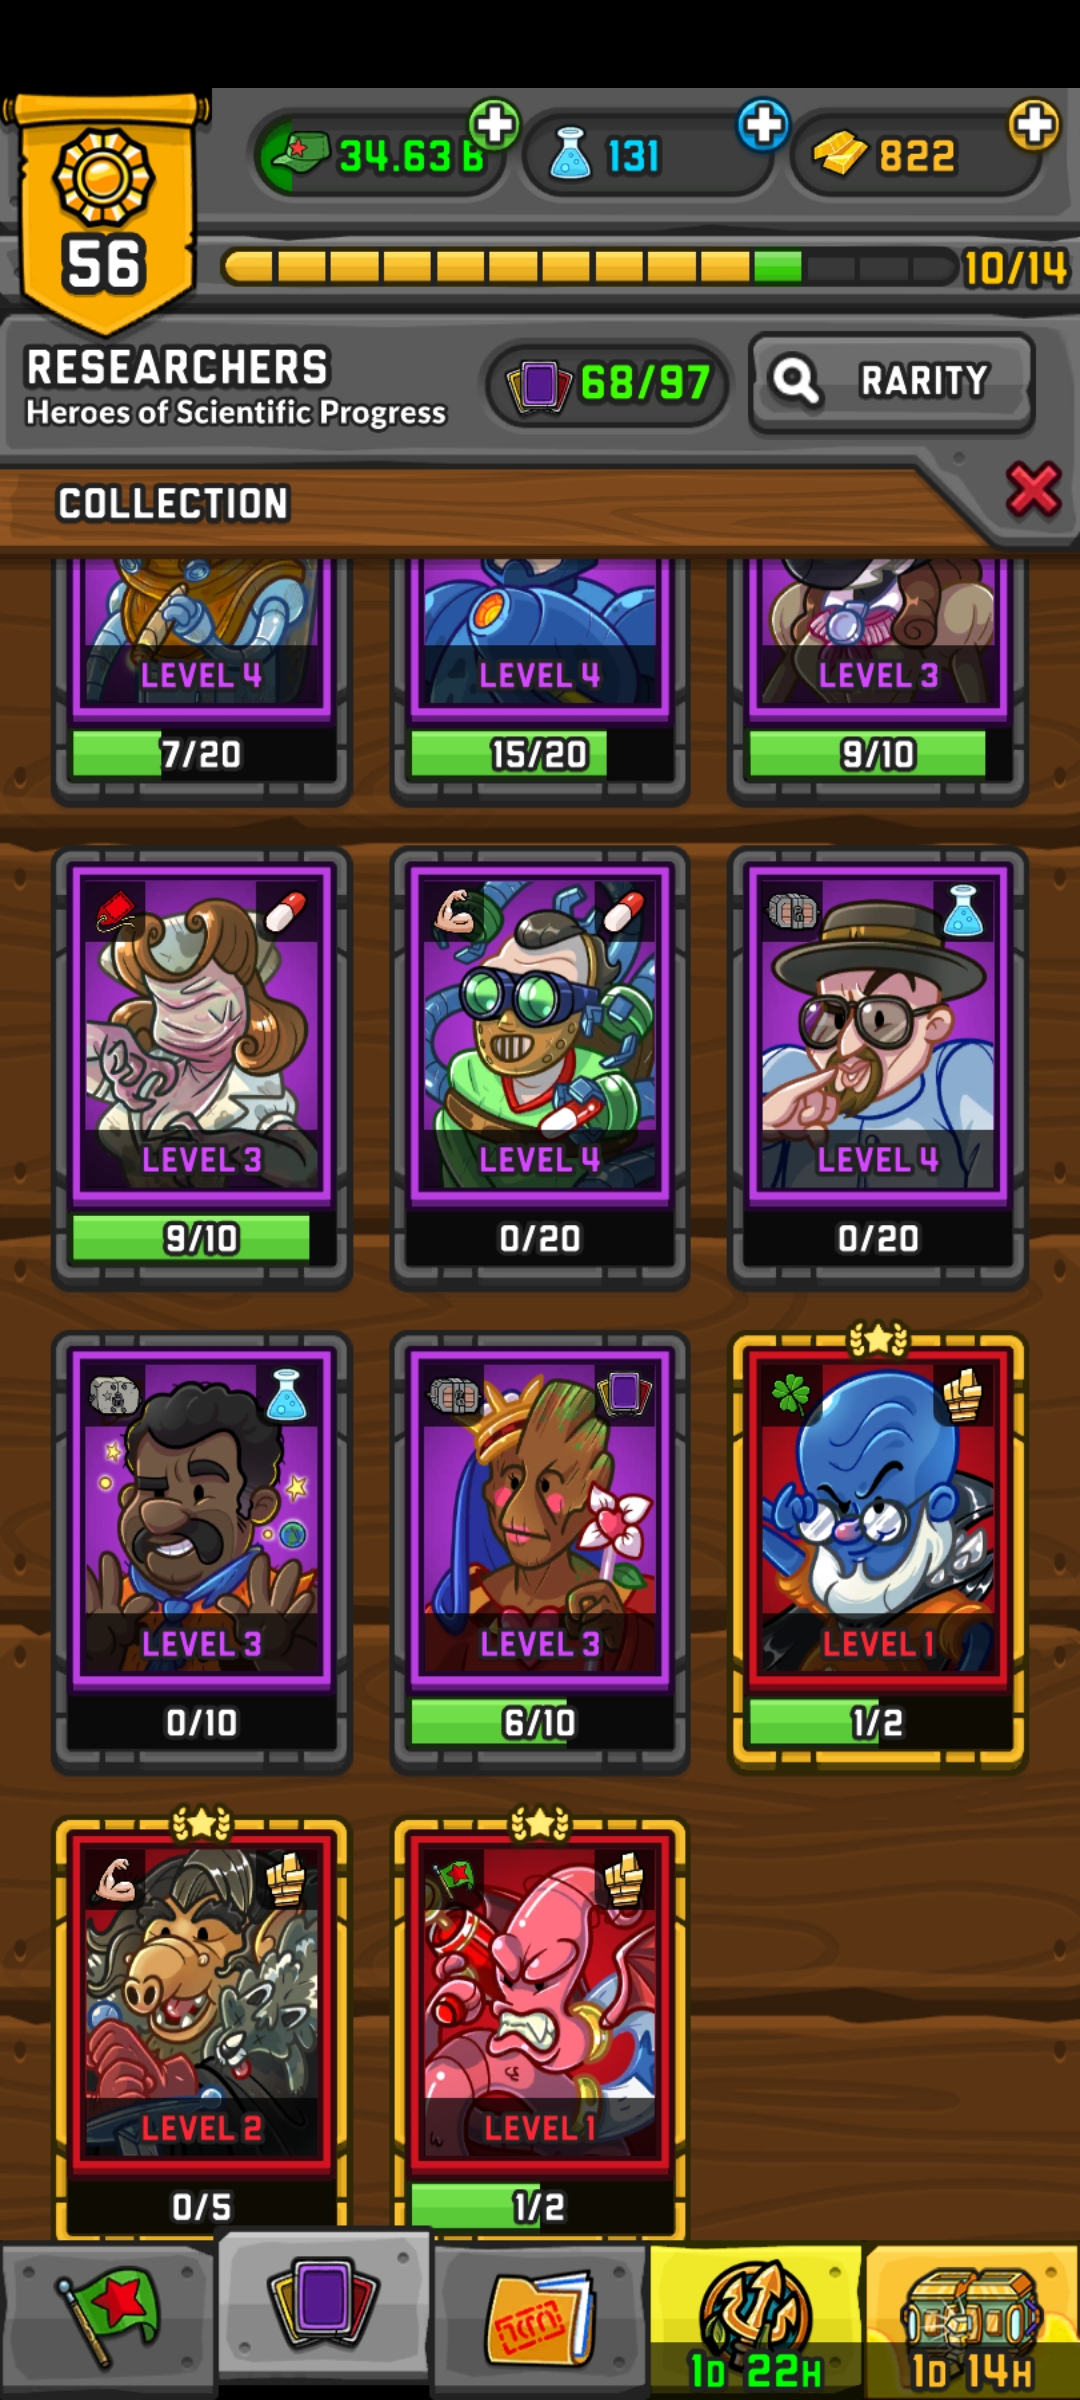 34.63 B
131
822
56
10/14
RESEARCHERS
Heroes of Scientific Progress
68/97
RARITY
COLLECTION
LEVEL 4
LEVEL 4
LEVEL 3
7/20
15/20
9/10
LEVEL 3
LEVEL 4
LEVEL 4
9/10
0/20
0/20
LEVEL 3
LEVEL 3
LEVEL 1
0/10
6/10
1/2
LEVEL 2
LEVEL 1
0/5
1/2
1D 22H
1D 14H